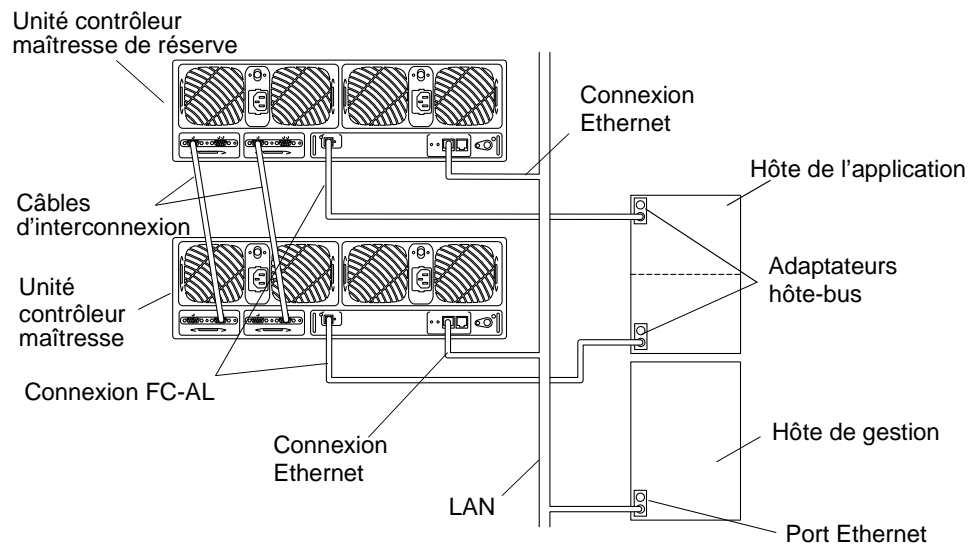 Unité contrôleur
maîtresse de réserve
Connexion
Ethernet
Hôte de l'application
Câbles
d'interconnexion
Adaptateurs
hôte-bus
Unité
contrôleur
maîtresse
Connexion FC-AL
Connexion
Ethernet
Hôte de gestion
LAN
Port Ethernet